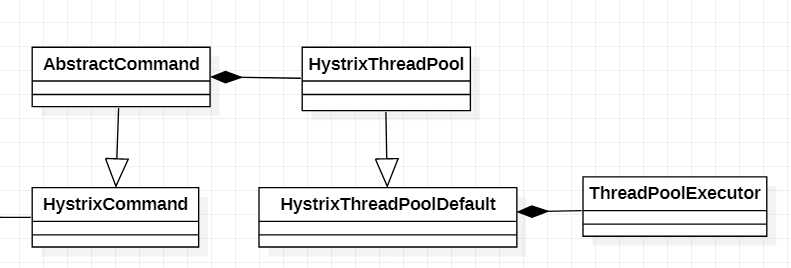 AbstractCommand
HystrixThreadPool
HystrixCommand
HystrixThreadPoolDefault
ThreadPoolExecutor